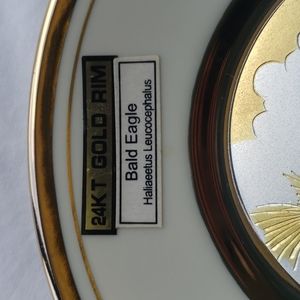 24KT GOLD RIM
Bald Eagle
Haliaeetus Leucocephalus